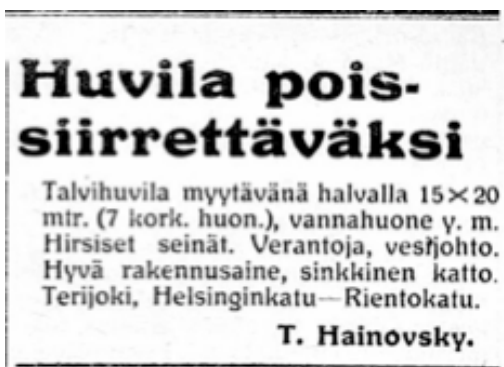 Huvila pois-
siirrettäväksi
Talvihuvila myytävänä halvalla 15×20
mtr. (7 kork. huon.), vannahuone y. m.
Hirsiset seinät. Verantoja, vesijohto.
Hyvä rakennusaine, sinkkinen katto.
Terijoki, Helsinginkatu—Rientokatu.
T. Hainovsky.